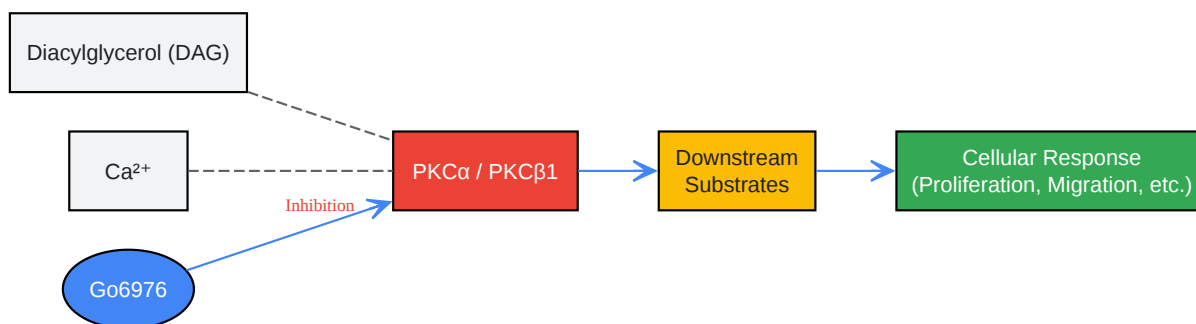 Diacylglycerol (DAG)
Ca²⁺
Inhibition
Go6976
PKCα / PKCβ1
Downstream
Substrates
Cellular Response
(Proliferation, Migration, etc.)